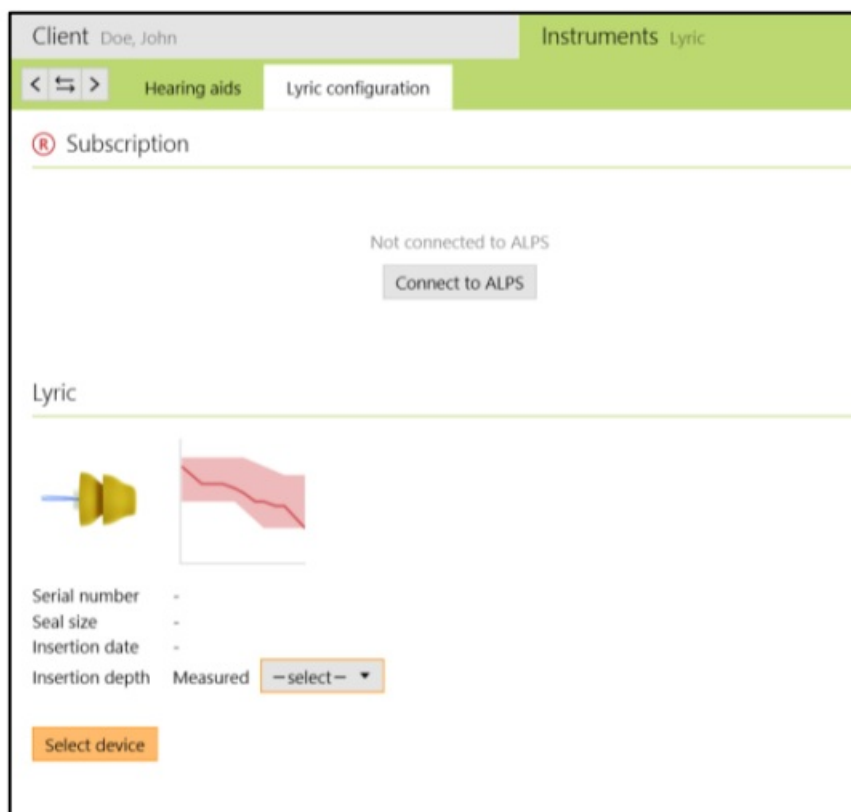 Client Doe, John Instruments Lyric
< ⇆ > Hearing aids Lyric configuration
R Subscription
Not connected to ALPS
Connect to ALPS
Lyric
Serial number -
Seal size -
Insertion date -
Insertion depth Measured —select—
Select device